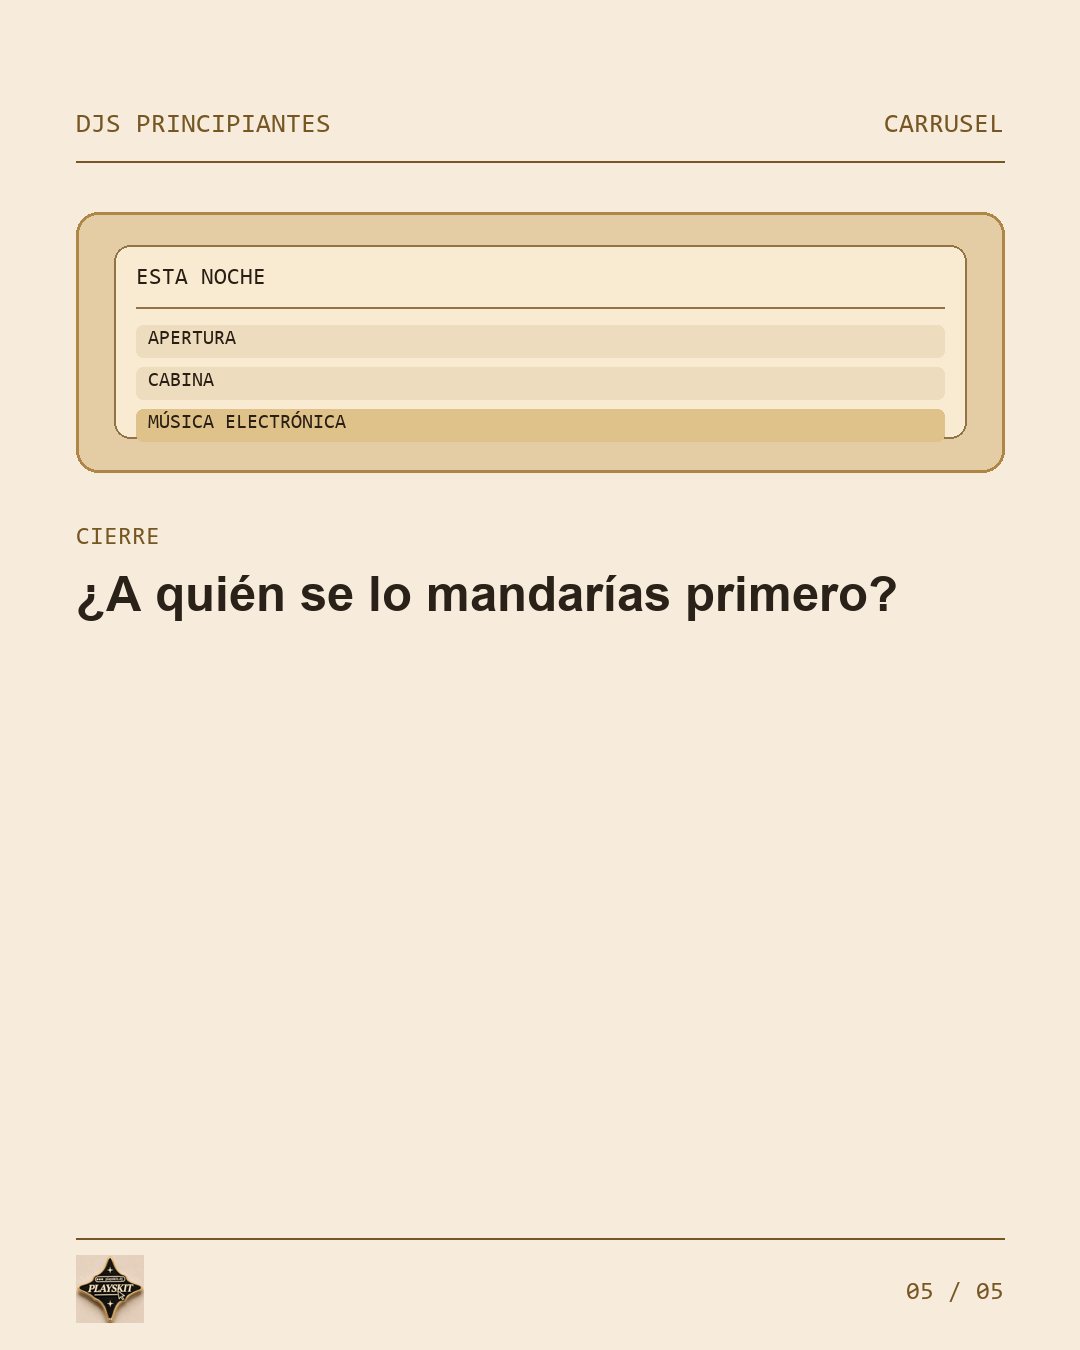 DJS PRINCIPIANTES
CARRUSEL
ESTA NOCHE
APERTURA
CABINA
MÚSICA ELECTRÓNICA
CIERRE
¿A quién se lo mandarías primero?
PLAYSKIT
05 / 05